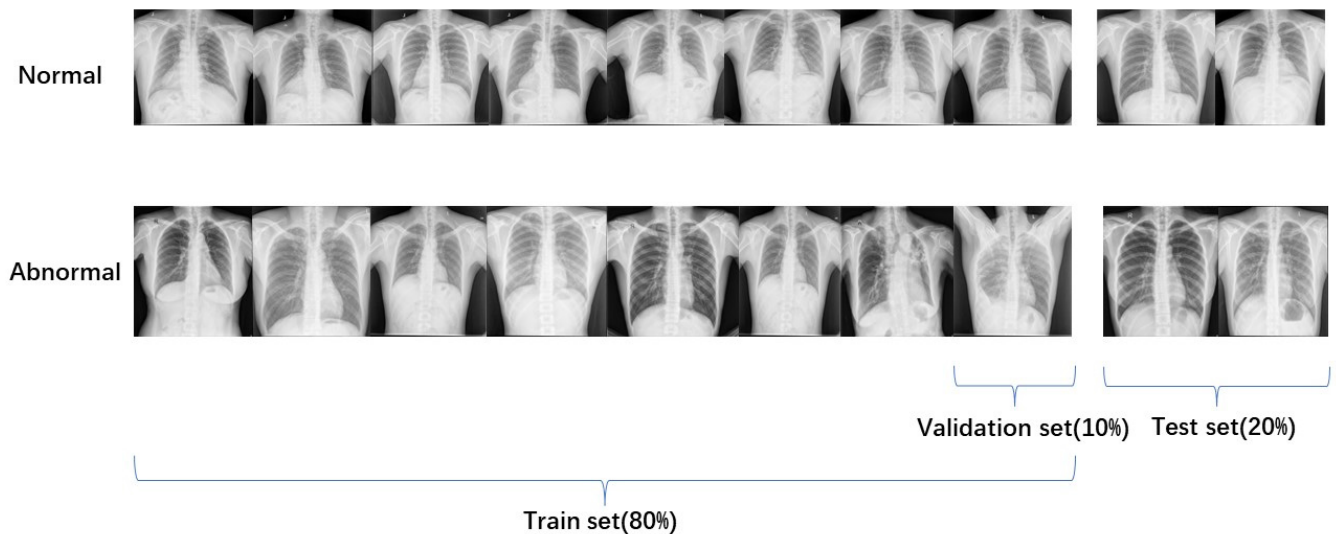 Normal
Abnormal
Validation set(10%)
Test set(20%)
Train set(80%)